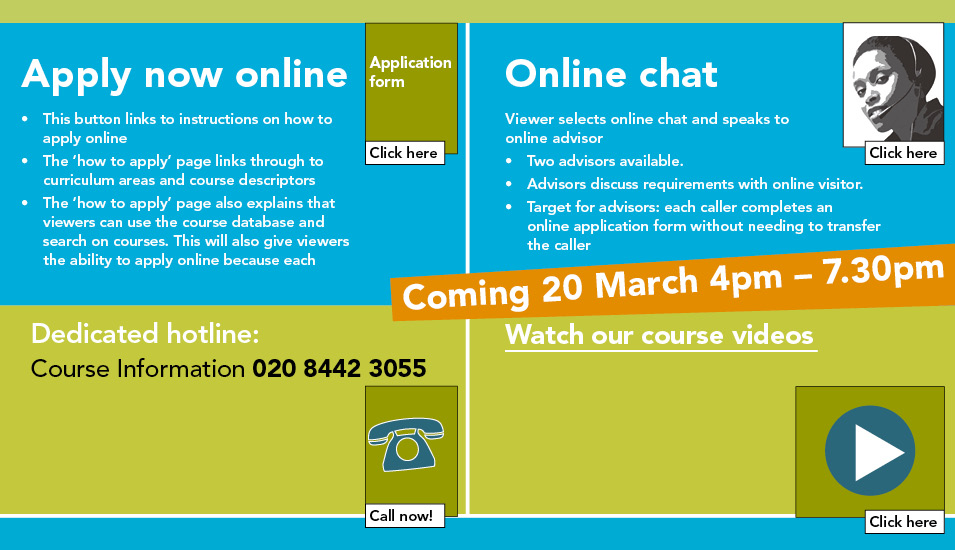 Apply now online
• This button links to instructions on how to
apply online
• The ‘how to apply’ page links through to
curriculum areas and course descriptors
• The ‘how to apply’ page also explains that
viewers can use the course database and
search on courses. This will also give viewers
the ability to apply online because each
Application
form
Click here
Online chat
Viewer selects online chat and speaks to
online advisor
• Two advisors available.
• Advisors discuss requirements with online visitor.
• Target for advisors: each caller completes an
online application form without needing to transfer
the caller
Click here
Coming 20 March 4pm – 7.30pm
Dedicated hotline:
Course Information 020 8442 3055
Call now!
Watch our course videos
Click here